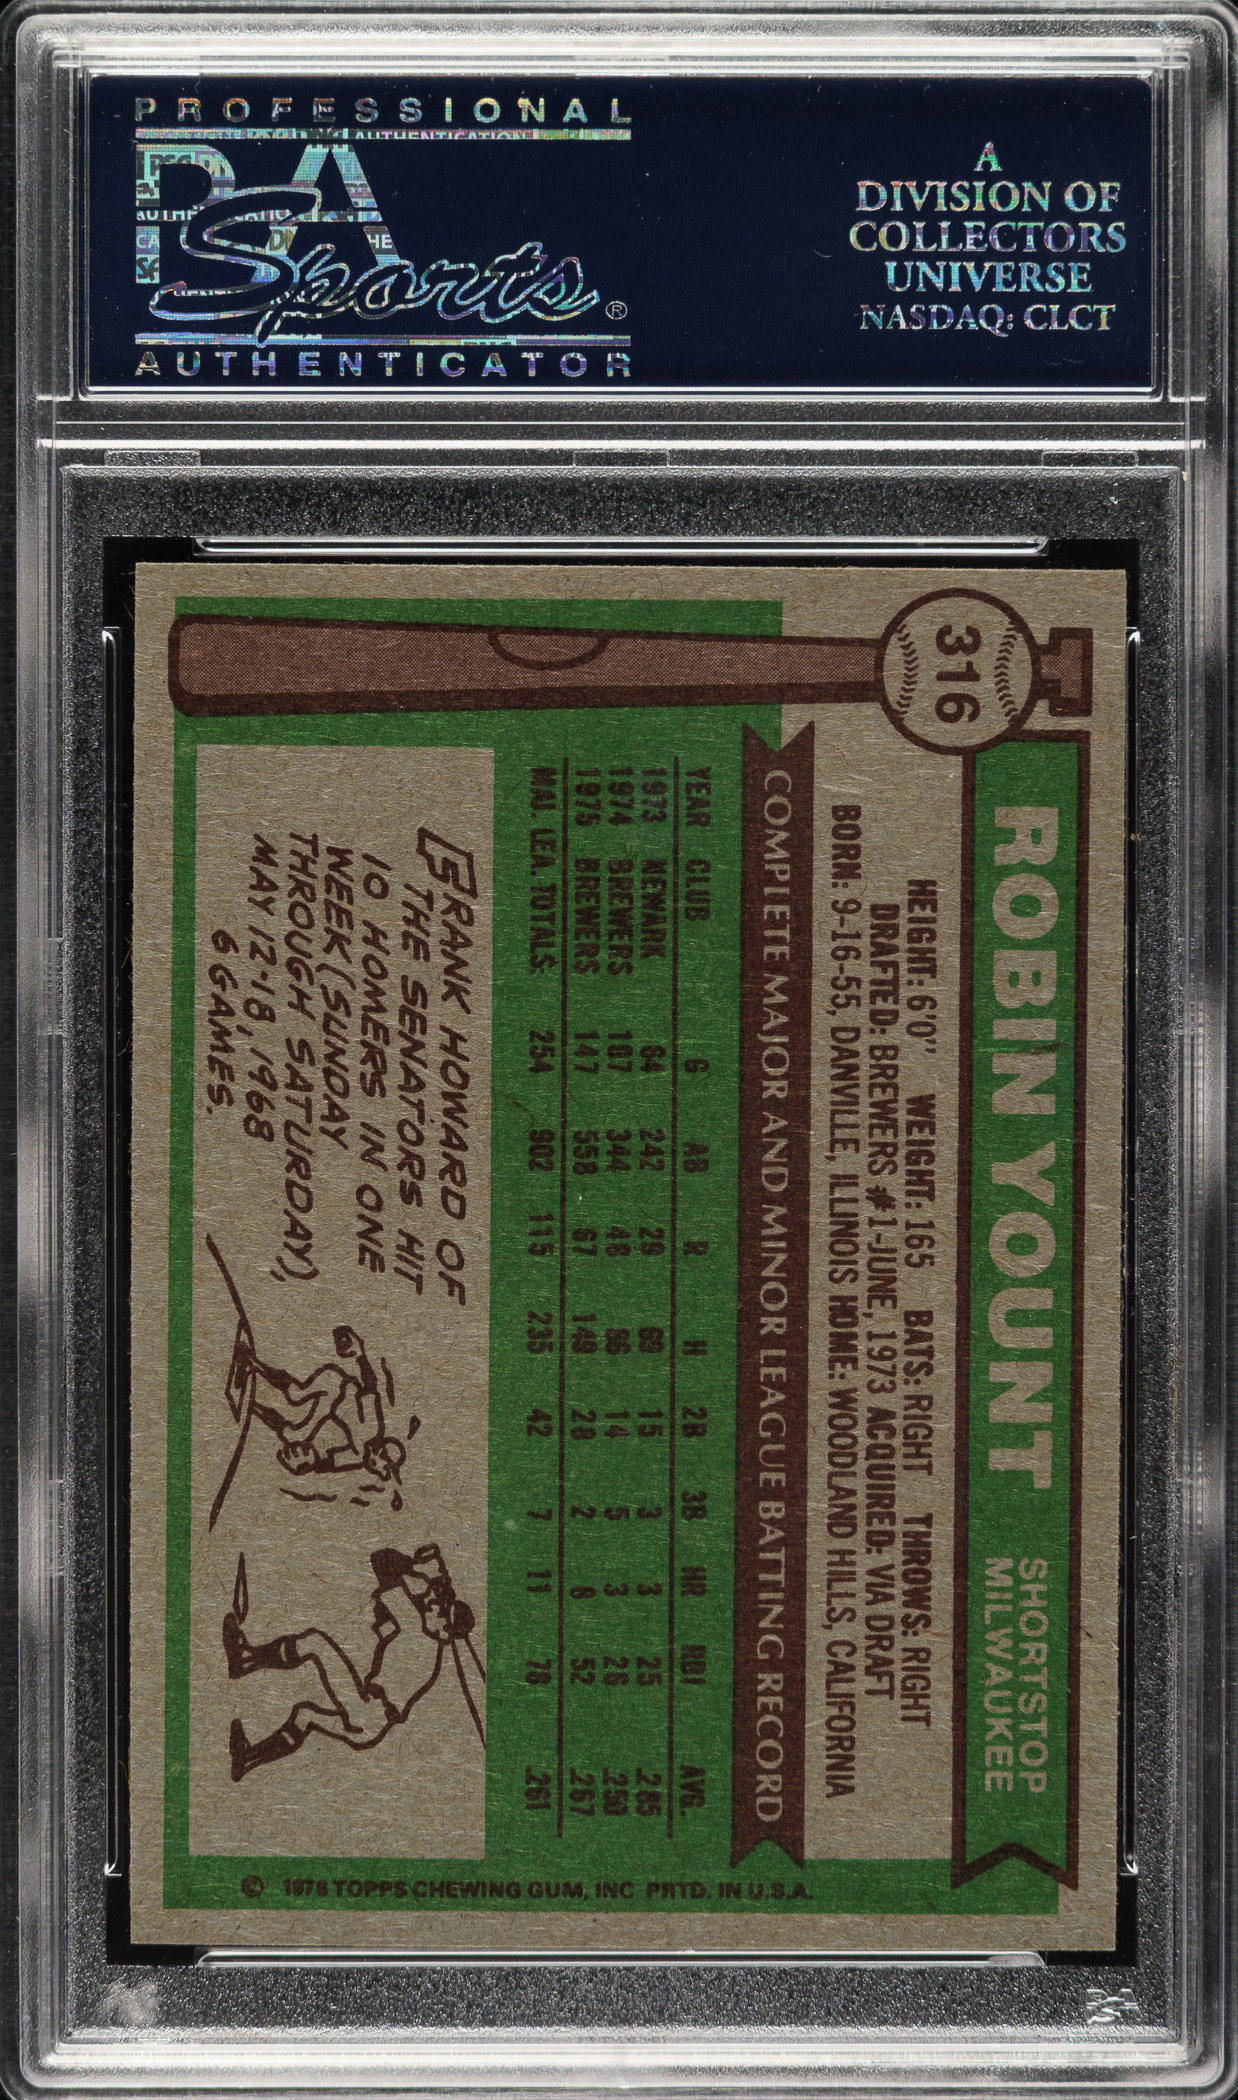 PROFESSIONAL
PSA
Sports®
AUTHENTICATOR
A
DIVISION OF
COLLECTORS
UNIVERSE
NASDAQ: CLCT
316
ROBIN YOUNT
SHORTSTOP
MILWAUKEE
HEIGHT: 6'0" WEIGHT: 165 BATS: RIGHT THROWS: RIGHT
DRAFTED: BREWERS #1-JUNE, 1973 ACQUIRED: VIA DRAFT
BORN: 9-16-55, DANVILLE, ILLINOIS HOME: WOODLAND HILLS, CALIFORNIA
COMPLETE MAJOR AND MINOR LEAGUE BATTING RECORD
YEAR CLUB G AB R H 2B 3B HR RBI AVG.
1973 NEWARK 64 242 29 69 15 3 3 25 .285
1974 BREWERS 107 344 48 86 14 5 3 26 .250
1975 BREWERS 147 558 67 149 28 2 8 52 .267
MAJ. LEA. TOTALS 254 902 115 235 42 7 11 78 .261
FRANK HOWARD OF
THE SENATORS HIT
10 HOMERS IN ONE
WEEK (SUNDAY
THROUGH SATURDAY),
MAY 12-18, 1968
6 GAMES.
© 1976 TOPPS CHEWING GUM, INC PRTD. IN U.S.A.
PSA